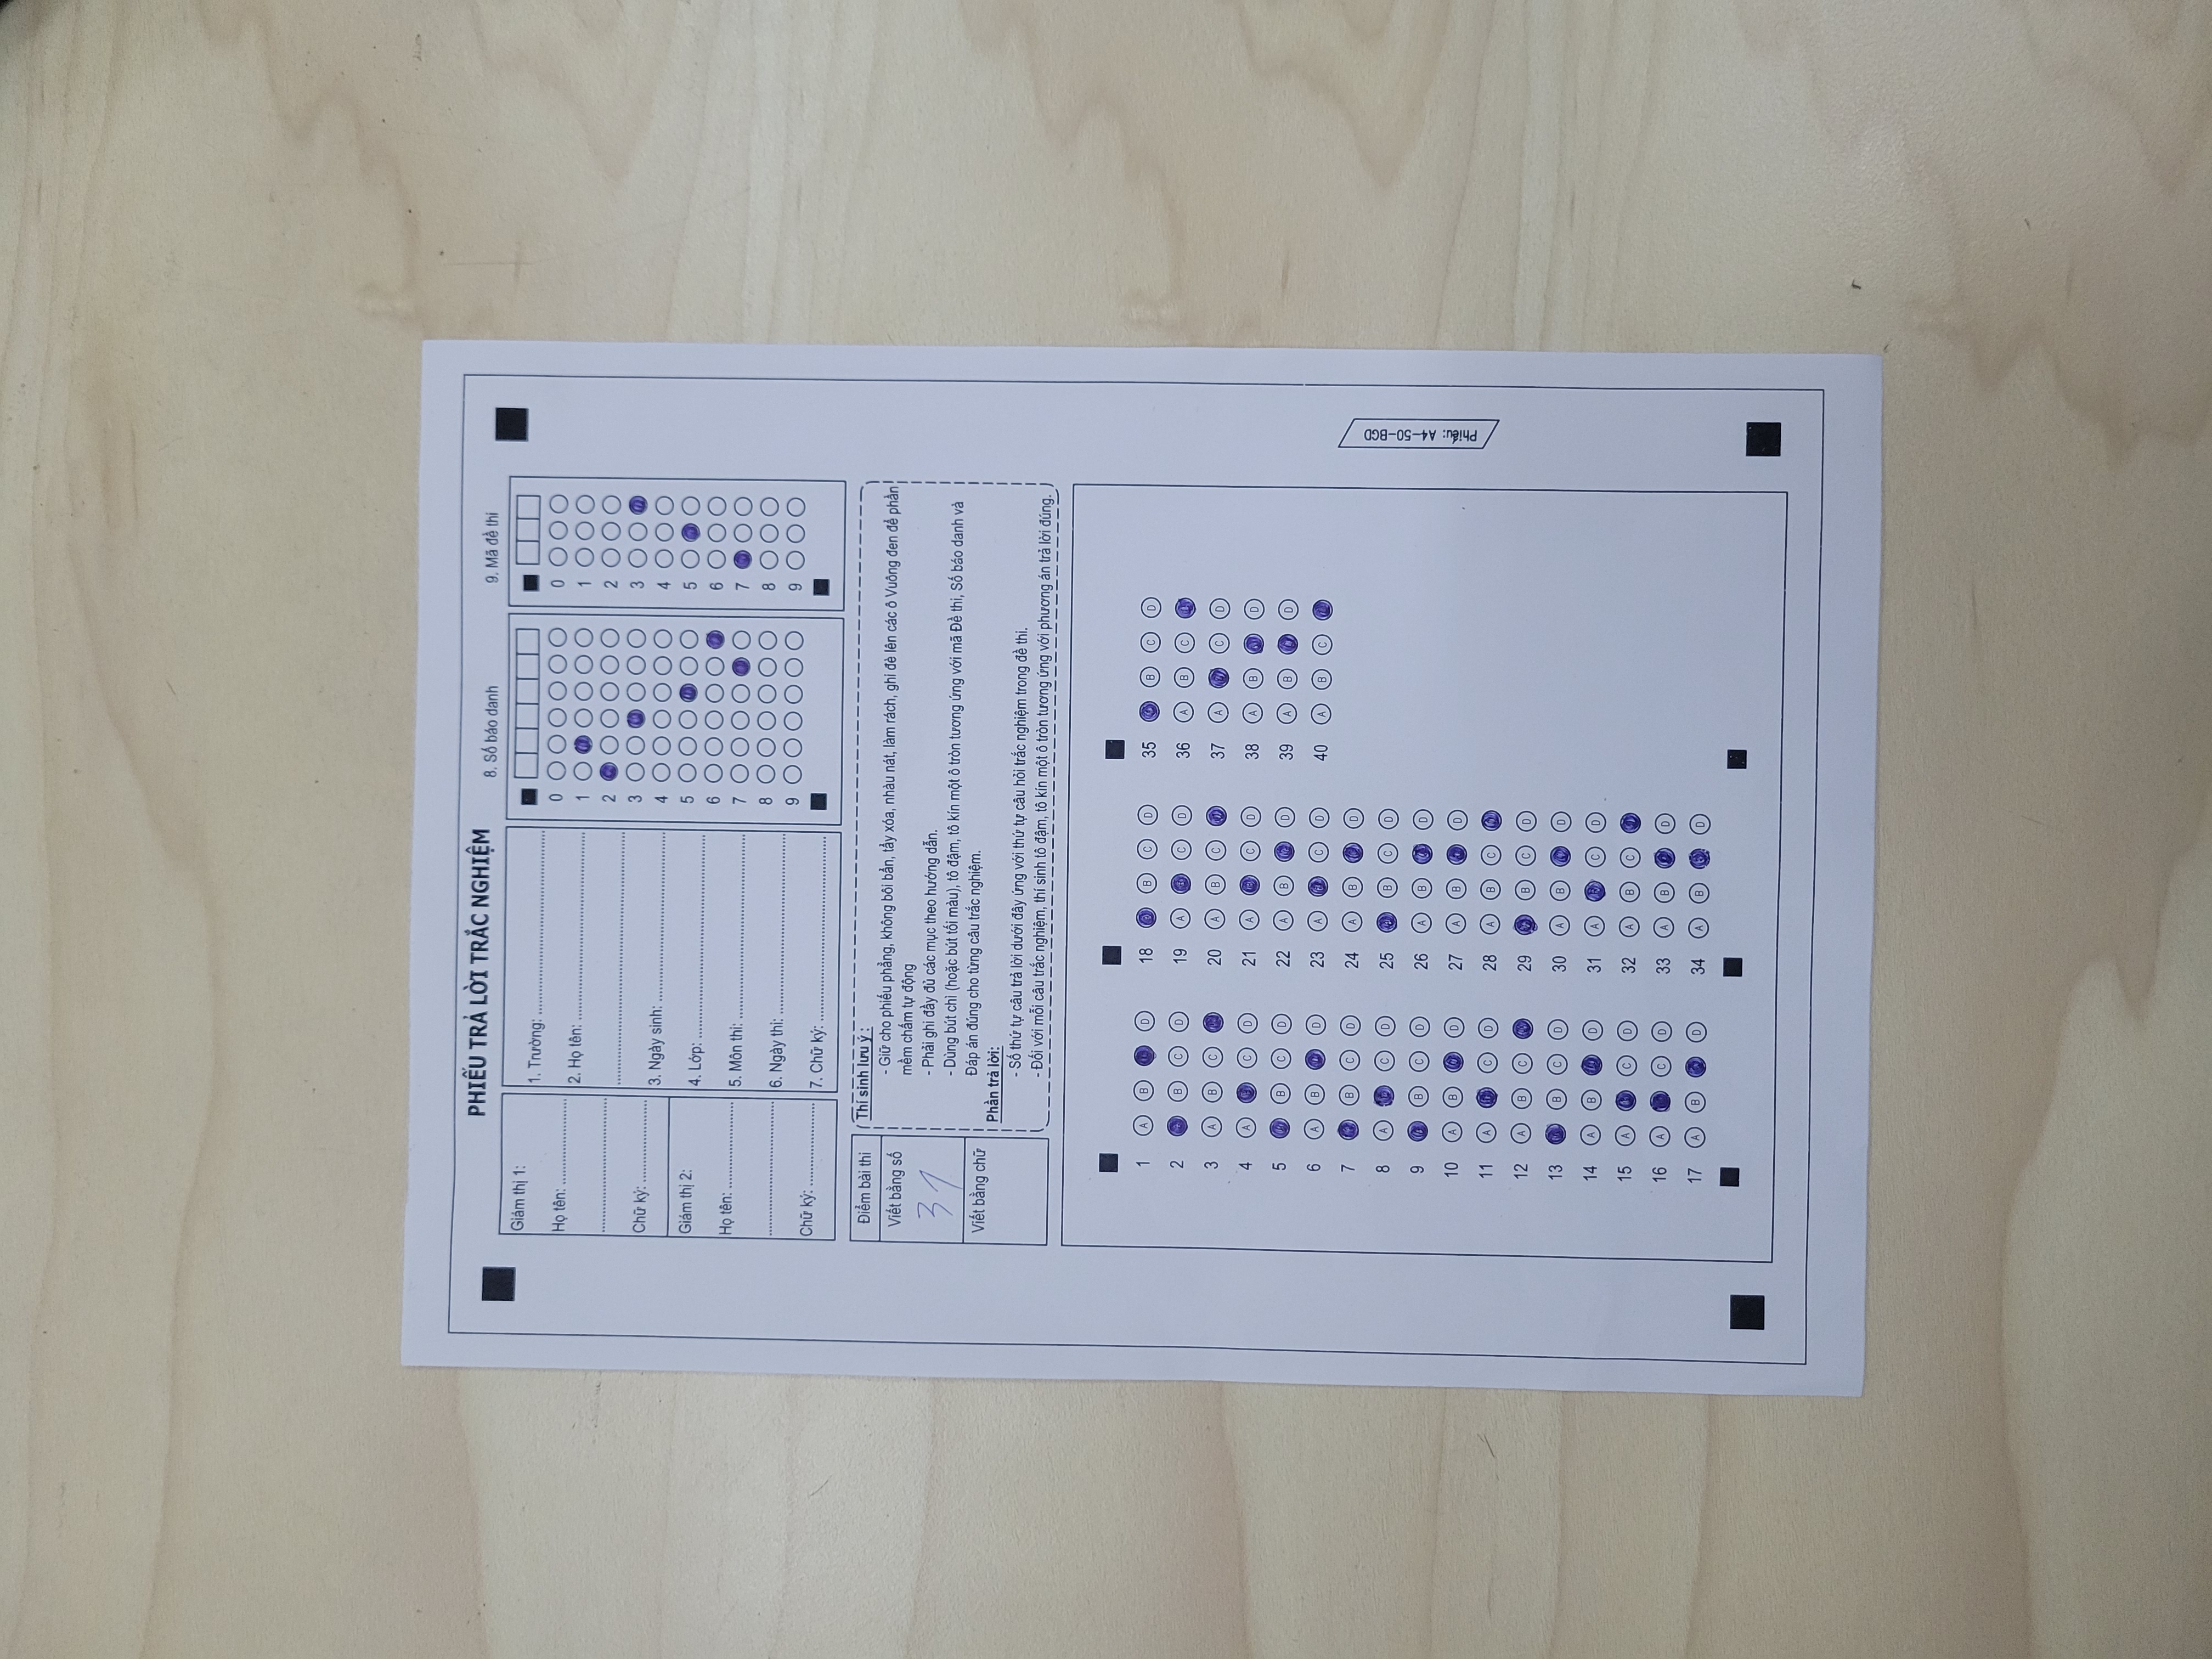 PHIẾU TRẢ LỜI TRẮC NGHIỆM
Giám thị 1:
Họ tên: ..................
Chữ ký: ..................
Giám thị 2:
Họ tên: ..................
Chữ ký: ..................
1. Trường: ..................
2. Họ tên: ..................
3. Ngày sinh: ..................
4. Lớp: ..................
5. Môn thi: ..................
6. Ngày thi: ..................
7. Chữ ký: ..................
8. Số báo danh
0
1
2
3
4
5
6
7
8
9
9. Mã đề thi
0
1
2
3
4
5
6
7
8
9
Điểm bài thi
Viết bằng số
31
Viết bằng chữ
Thí sinh lưu ý :
- Giữ cho phiếu phẳng, không bôi bẩn, tẩy xóa, nhàu nát, làm rách, ghi đè lên các ô Vuông đen để phần
mềm chấm tự động
- Phải ghi đầy đủ các mục theo hướng dẫn.
- Dùng bút chì (hoặc bút tối màu), tô đậm, tô kín một ô tròn tương ứng với mã Đề thi, Số báo danh và
Đáp án đúng cho từng câu trắc nghiệm.
Phần trả lời:
- Số thứ tự câu trả lời dưới đây ứng với thứ tự câu hỏi trắc nghiệm trong đề thi.
- Đối với mỗi câu trắc nghiệm, thí sinh tô đậm, tô kín một ô tròn tương ứng với phương án trả lời đúng.
1 A B D
2 B C D
3 A B C
4 A C D
5 B C D
6 A B D
7 B C D
8 A C D
9 B C D
10 A B D
11 A C D
12 A B C
13 B C D
14 A B D
15 A C D
16 A C D
17 A B D
18 B C D
19 A C D
20 A B C
21 A C D
22 A B D
23 A C D
24 A B D
25 B C D
26 A B D
27 A B D
28 A B C
29 B C D
30 A B D
31 A C D
32 A B C
33 A B D
34 A B D
35 B C D
36 A B C
37 A C D
38 A B D
39 A B D
40 A B C
Phiếu: A4-50-BGD